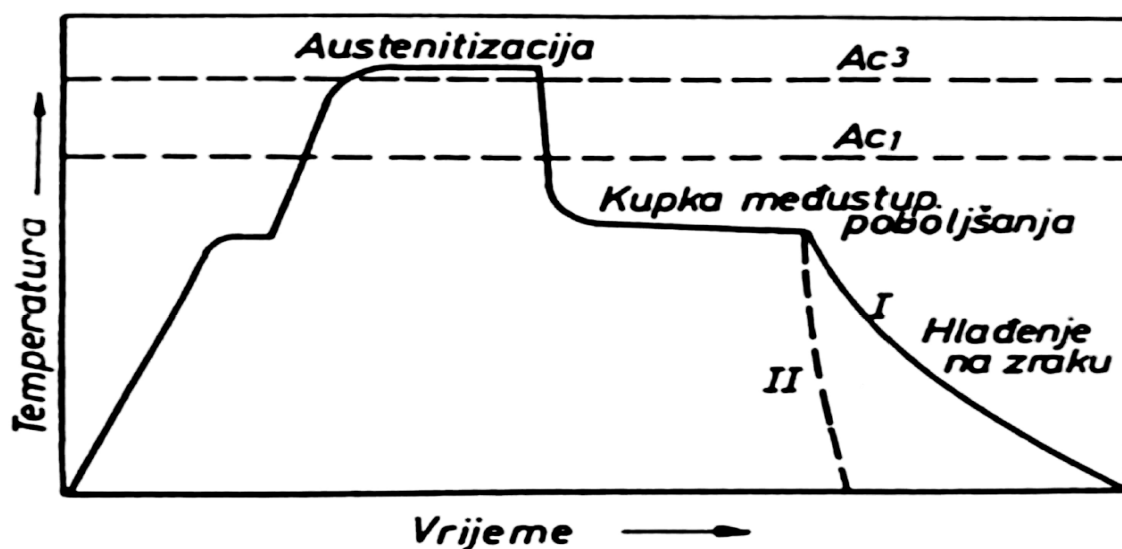 Austenitizacija
Ac3
Ac1
Kupka međustup.
poboljšanja
I
Hlađenje
na zraku
II
Temperatura
Vrijeme